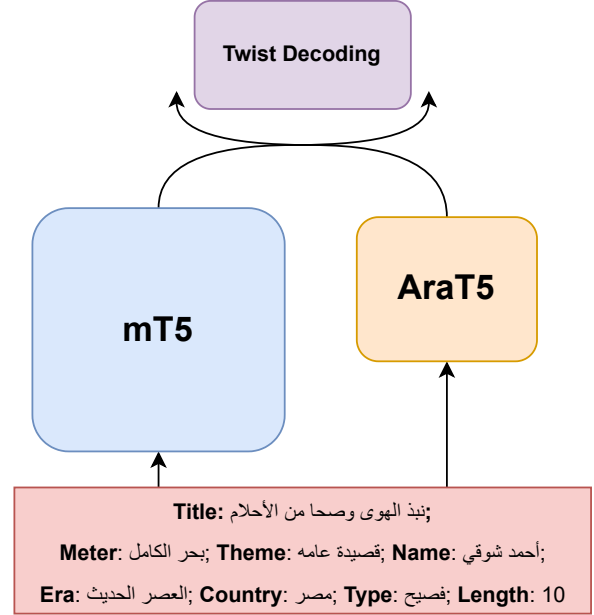 Twist Decoding
mT5
AraT5
Title: نبذ الهوى وصحا من الأحلام;
Meter: بحر الكامل; Theme: قصيدة عامه; Name: أحمد شوقي;
Era: العصر الحديث; Country: مصر; Type: فصيح; Length: 10